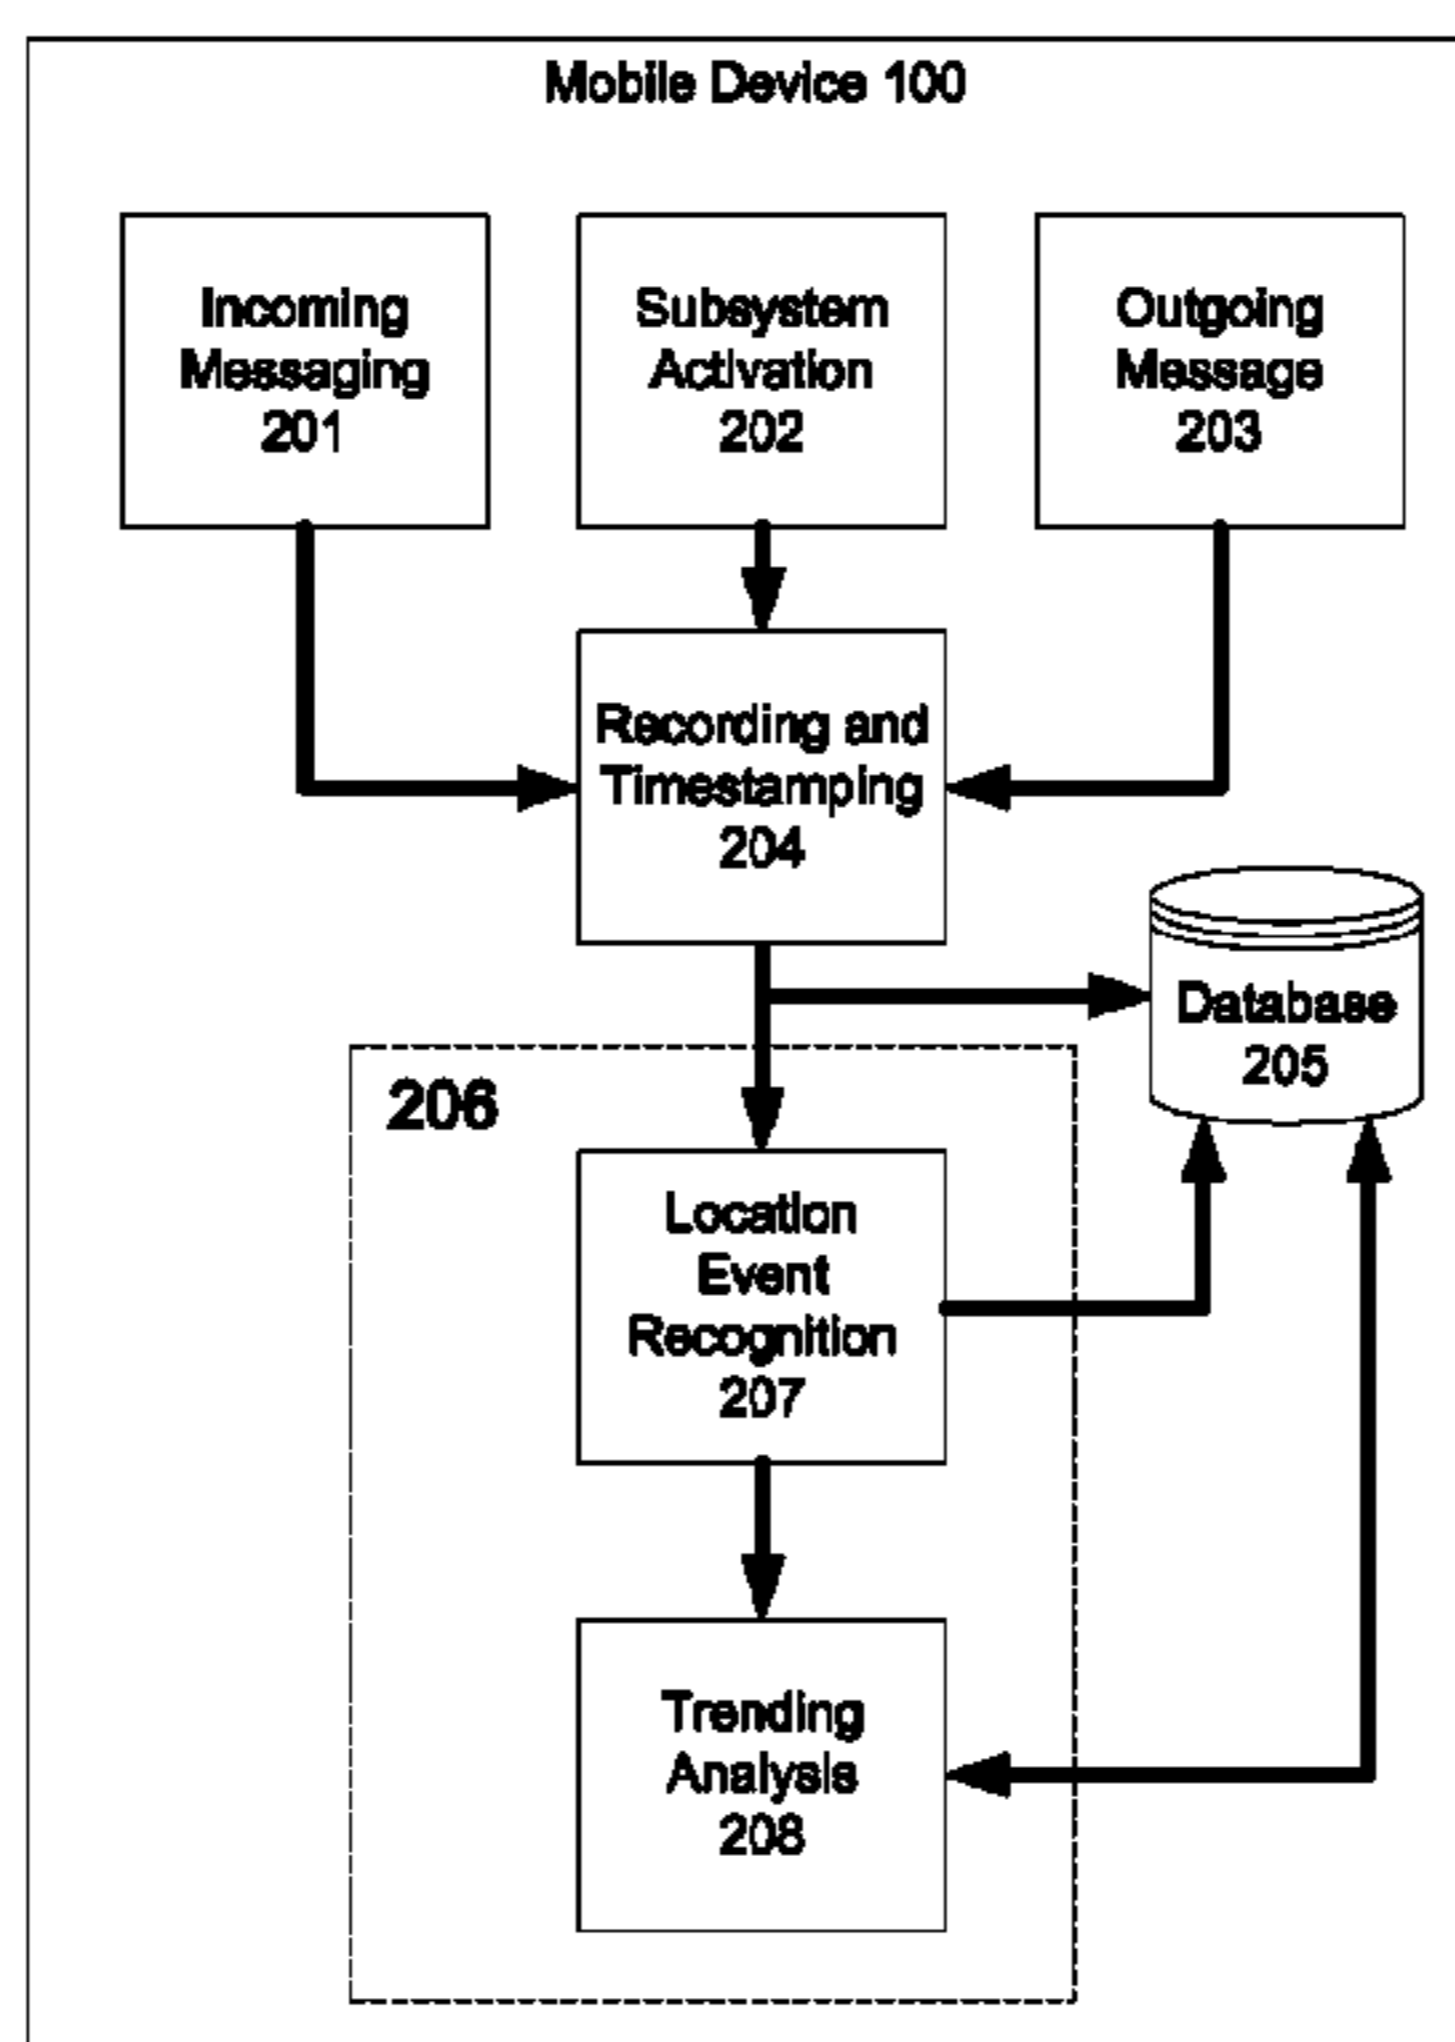 Mobile Device 100
Incoming
Messaging
201
Subsystem
Activation
202
Outgoing
Message
203
Recording and
Timestamping
204
Database
205
206
Location
Event
Recognition
207
Trending
Analysis
208